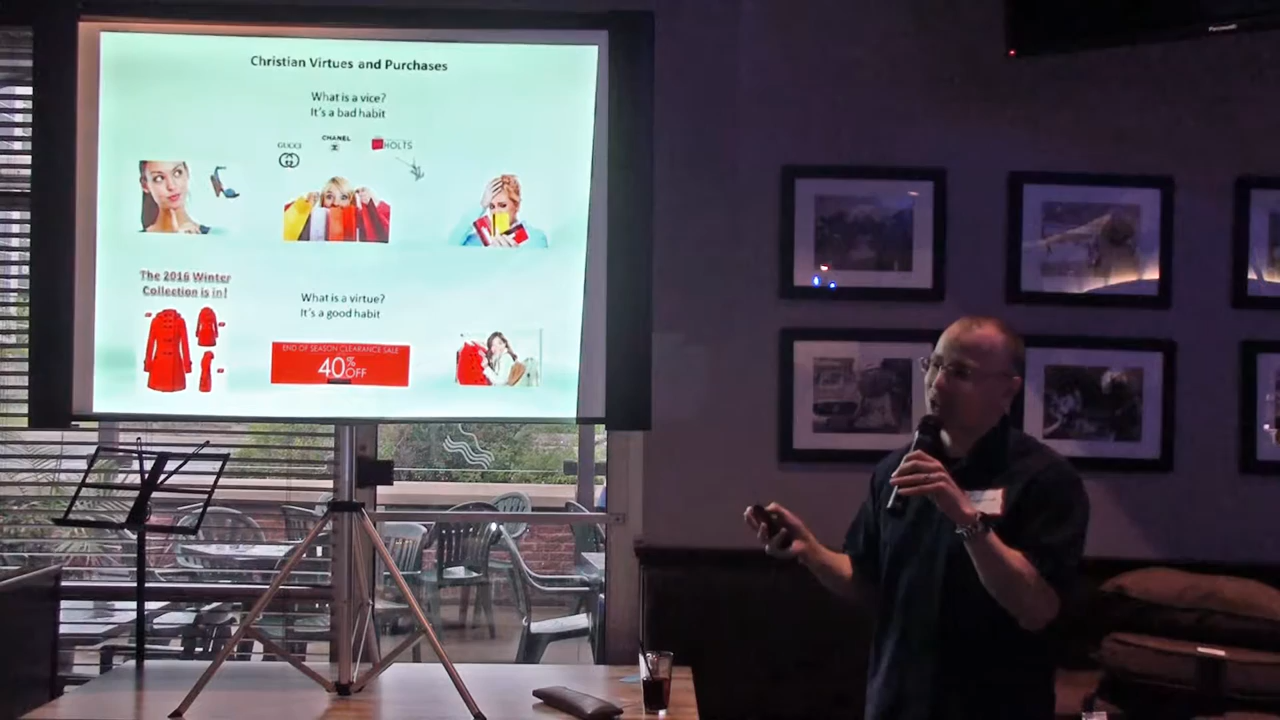 Christian Virtues and Purchases
What is a vice?
It's a bad habit
GUCCI
CHANEL
HOLTS
The 2016 Winter
Collection is in!
What is a virtue?
It's a good habit
END OF SEASON CLEARANCE SALE
40% OFF
Panasonic